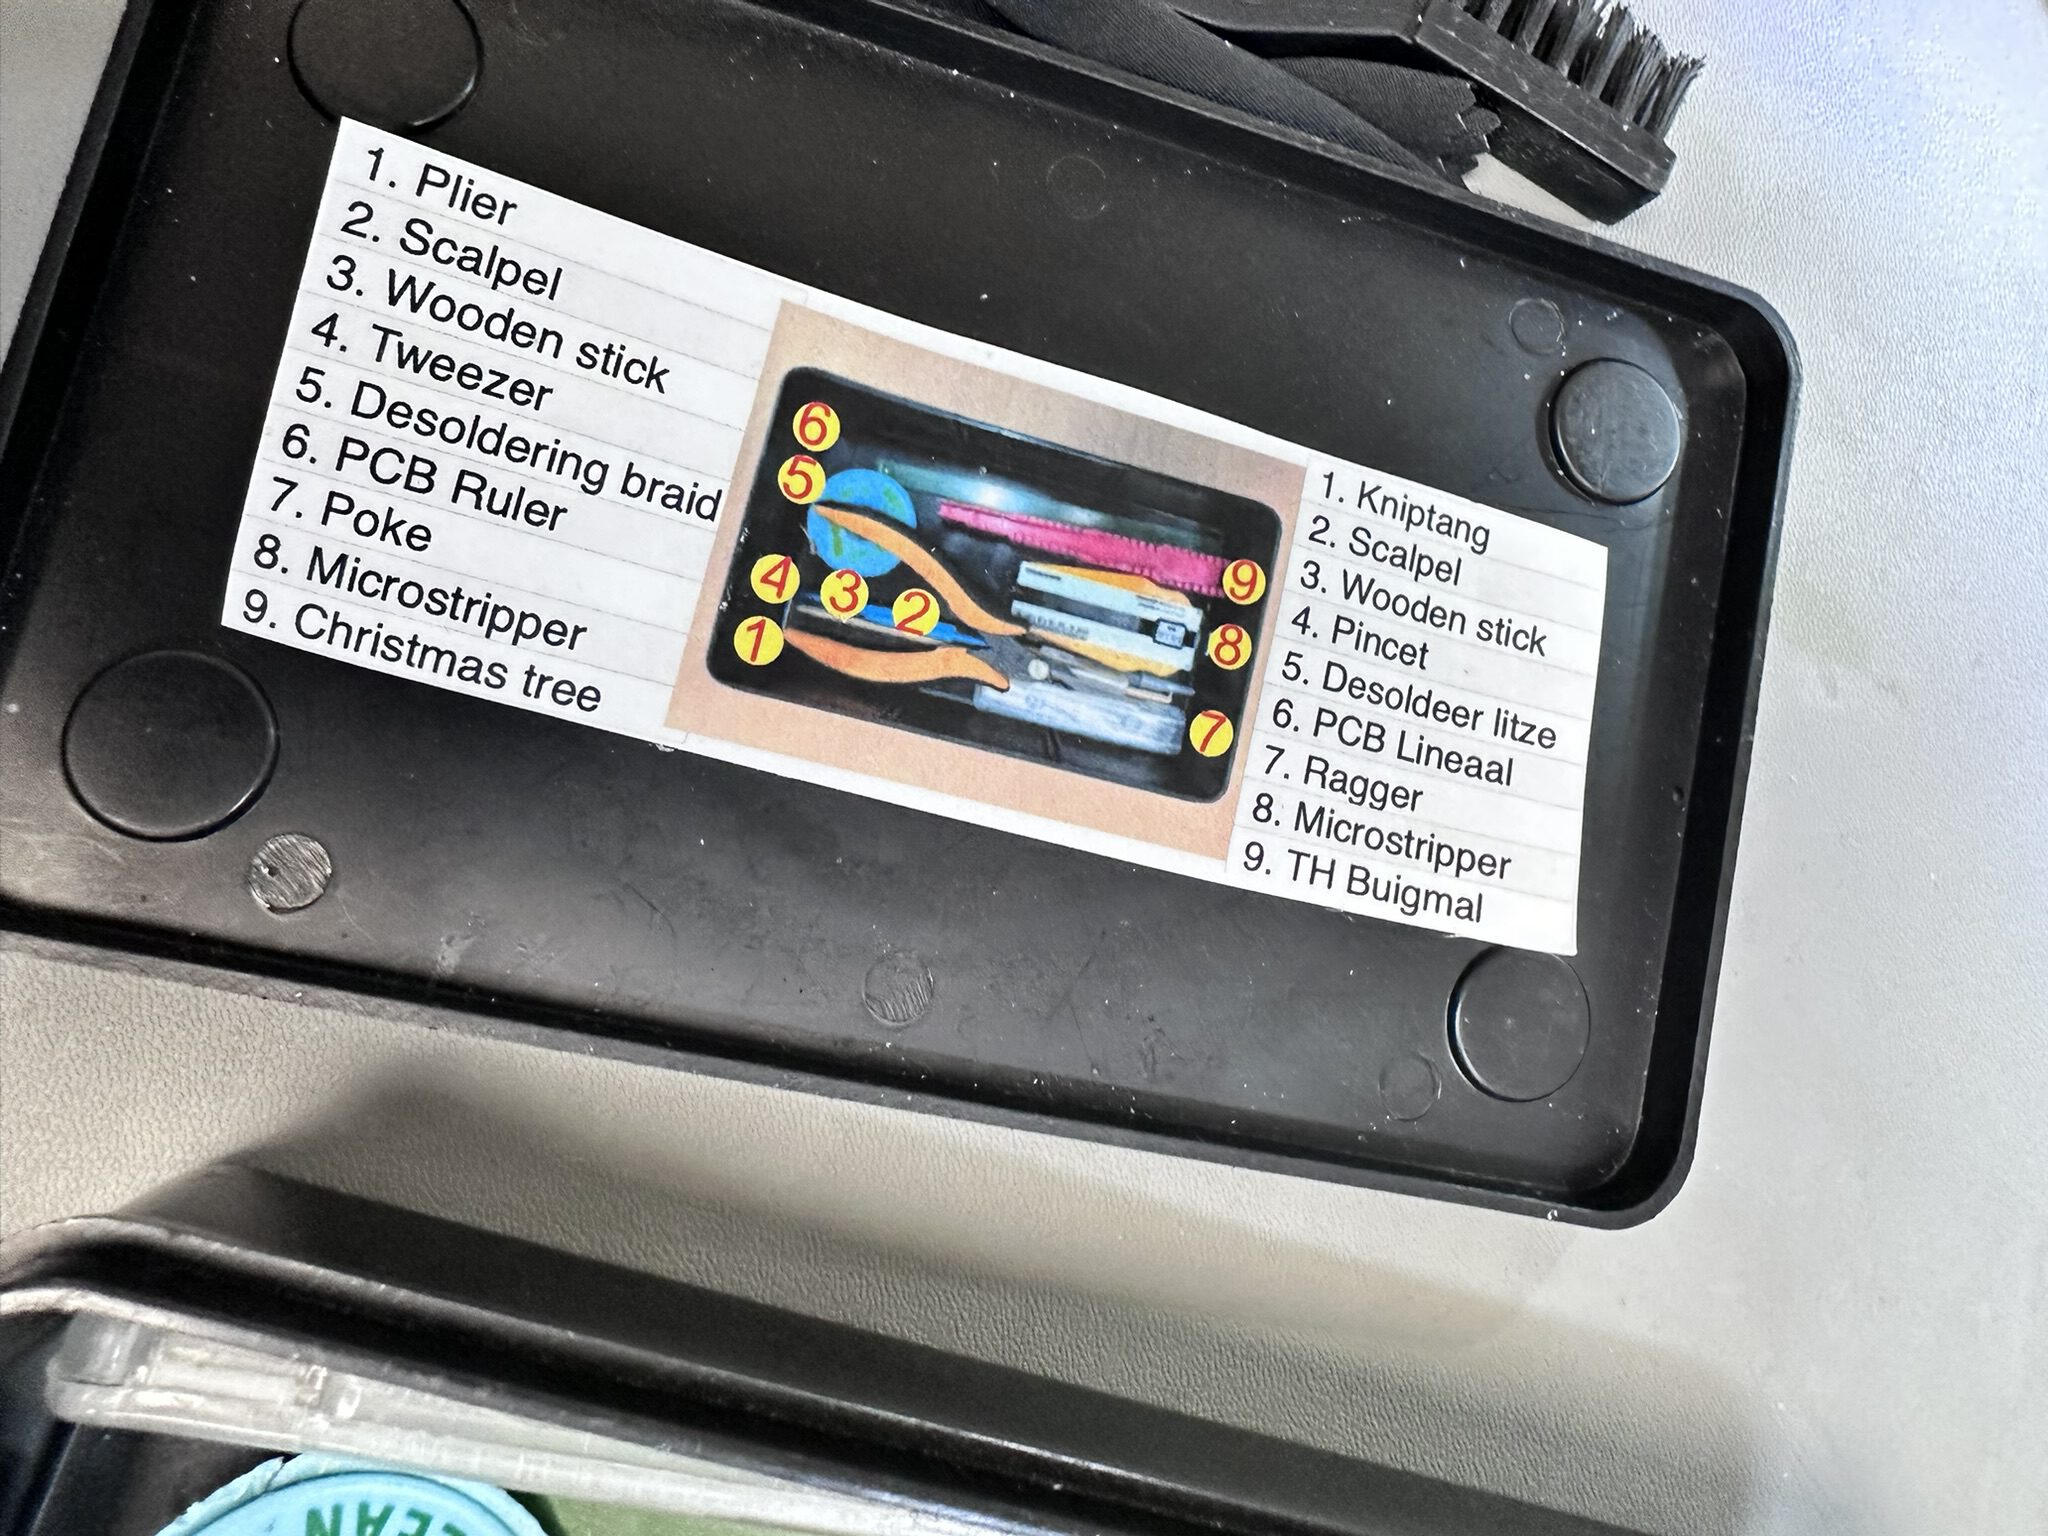 1. Plier
2. Scalpel
3. Wooden stick
4. Tweezer
5. Desoldering braid
6. PCB Ruler
7. Poke
8. Microstripper
9. Christmas tree
6
5
4
3
2
1
9
8
7
1. Kniptang
2. Scalpel
3. Wooden stick
4. Pincet
5. Desoldeer litze
6. PCB Lineaal
7. Ragger
8. Microstripper
9. TH Buigmal